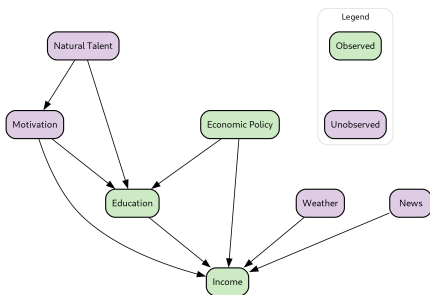 Legend
Natural Talent
Observed
Motivation
Economic Policy
Unobserved
Education
Weather
News
Income